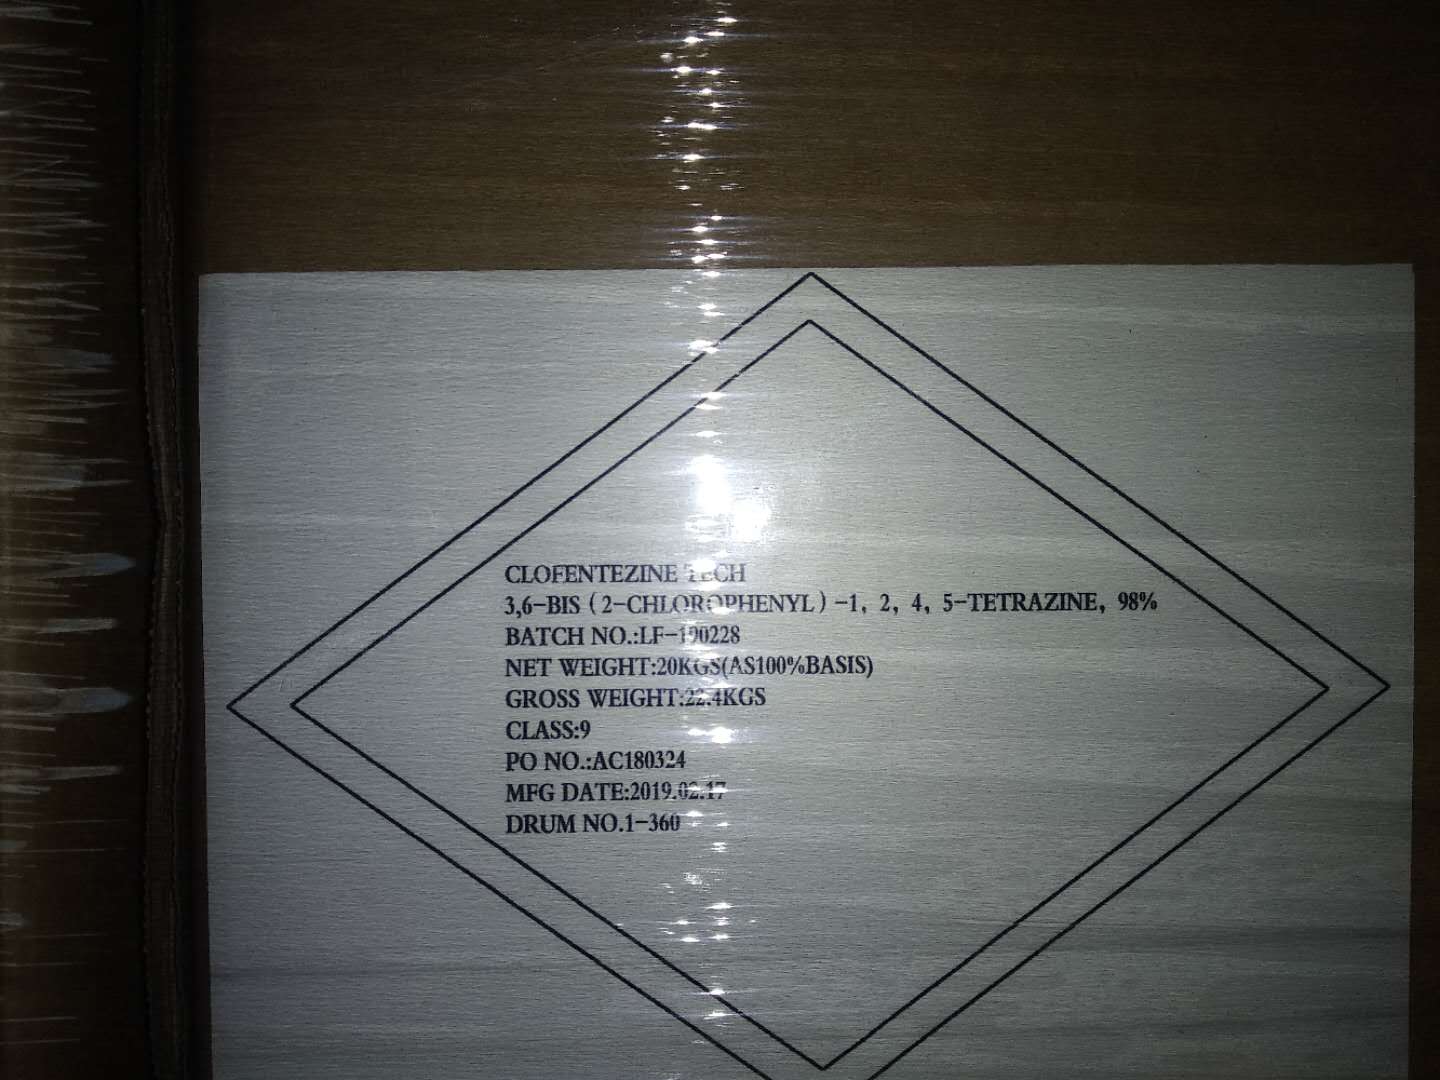 CLOFENTEZINE TECH
3,6-BIS（2-CHLOROPHENYL）-1, 2, 4, 5-TETRAZINE, 98%
BATCH NO.:LF-190228
NET WEIGHT:20KGS(AS100%BASIS)
GROSS WEIGHT:22.4KGS
CLASS:9
PO NO.:AC180324
MFG DATE:2019.02.17
DRUM NO.1-360